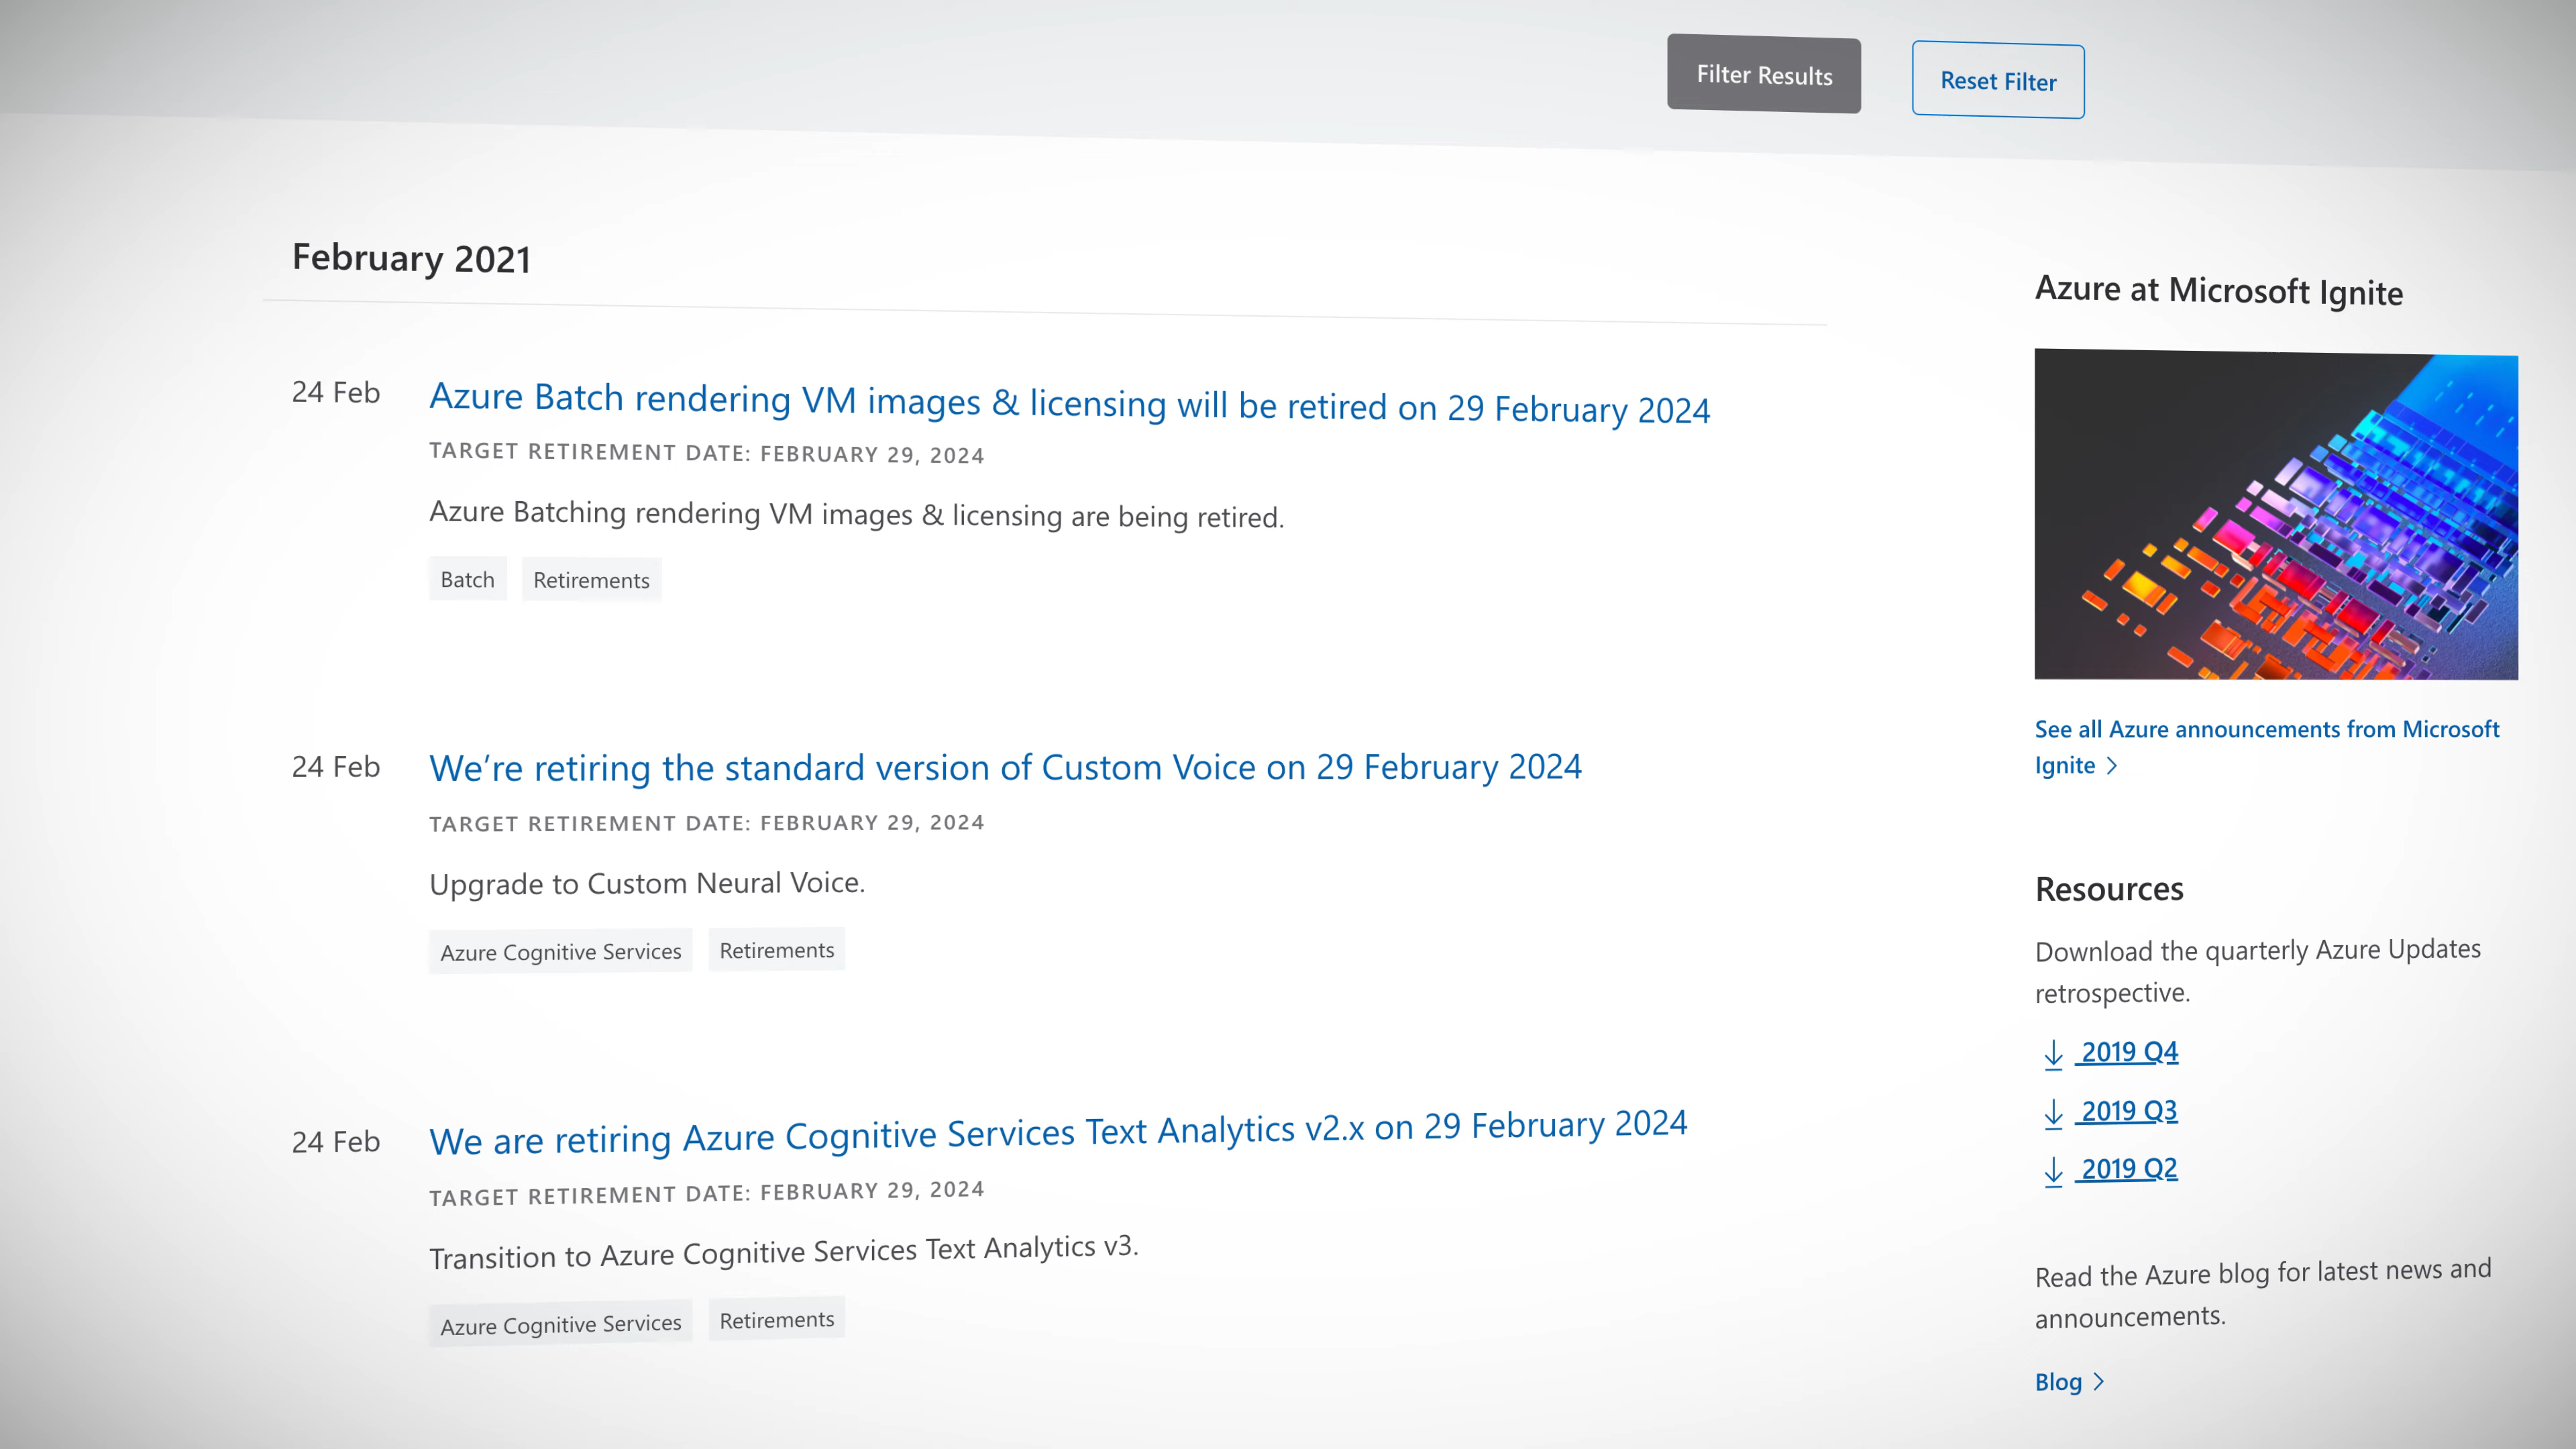 Filter Results
Reset Filter
February 2021
24 Feb
Azure Batch rendering VM images & licensing will be retired on 29 February 2024
TARGET RETIREMENT DATE: FEBRUARY 29, 2024
Azure Batching rendering VM images & licensing are being retired.
Batch
Retirements
24 Feb
We’re retiring the standard version of Custom Voice on 29 February 2024
TARGET RETIREMENT DATE: FEBRUARY 29, 2024
Upgrade to Custom Neural Voice.
Azure Cognitive Services
Retirements
24 Feb
We are retiring Azure Cognitive Services Text Analytics v2.x on 29 February 2024
TARGET RETIREMENT DATE: FEBRUARY 29, 2024
Transition to Azure Cognitive Services Text Analytics v3.
Azure Cognitive Services
Retirements
Azure at Microsoft Ignite
See all Azure announcements from Microsoft
Ignite
Resources
Download the quarterly Azure Updates
retrospective.
2019 Q4
2019 Q3
2019 Q2
Read the Azure blog for latest news and
announcements.
Blog